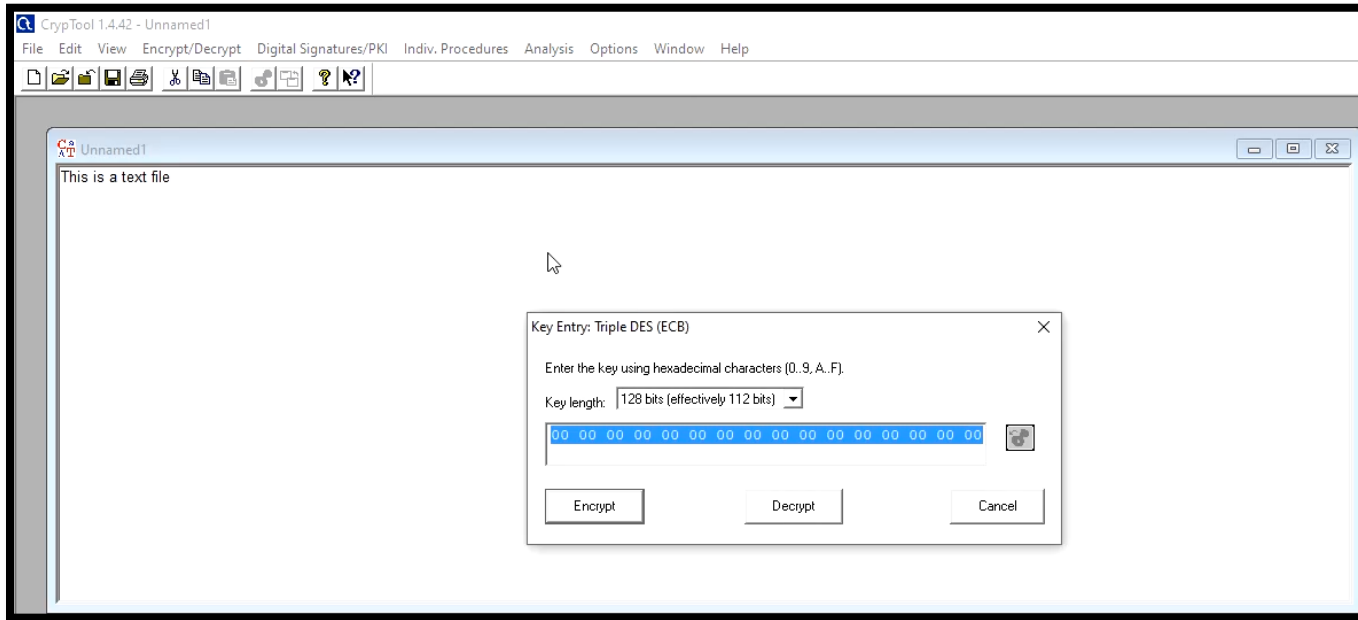 CrypTool 1.4.42 - Unnamed1
File Edit View Encrypt/Decrypt Digital Signatures/PKI Indiv. Procedures Analysis Options Window Help
Unnamed1
This is a text file
Key Entry: Triple DES (ECB)
Enter the key using hexadecimal characters (0..9, A..F).
Key length: 128 bits (effectively 112 bits)
00 00 00 00 00 00 00 00 00 00 00 00 00 00 00 00
Encrypt Decrypt Cancel